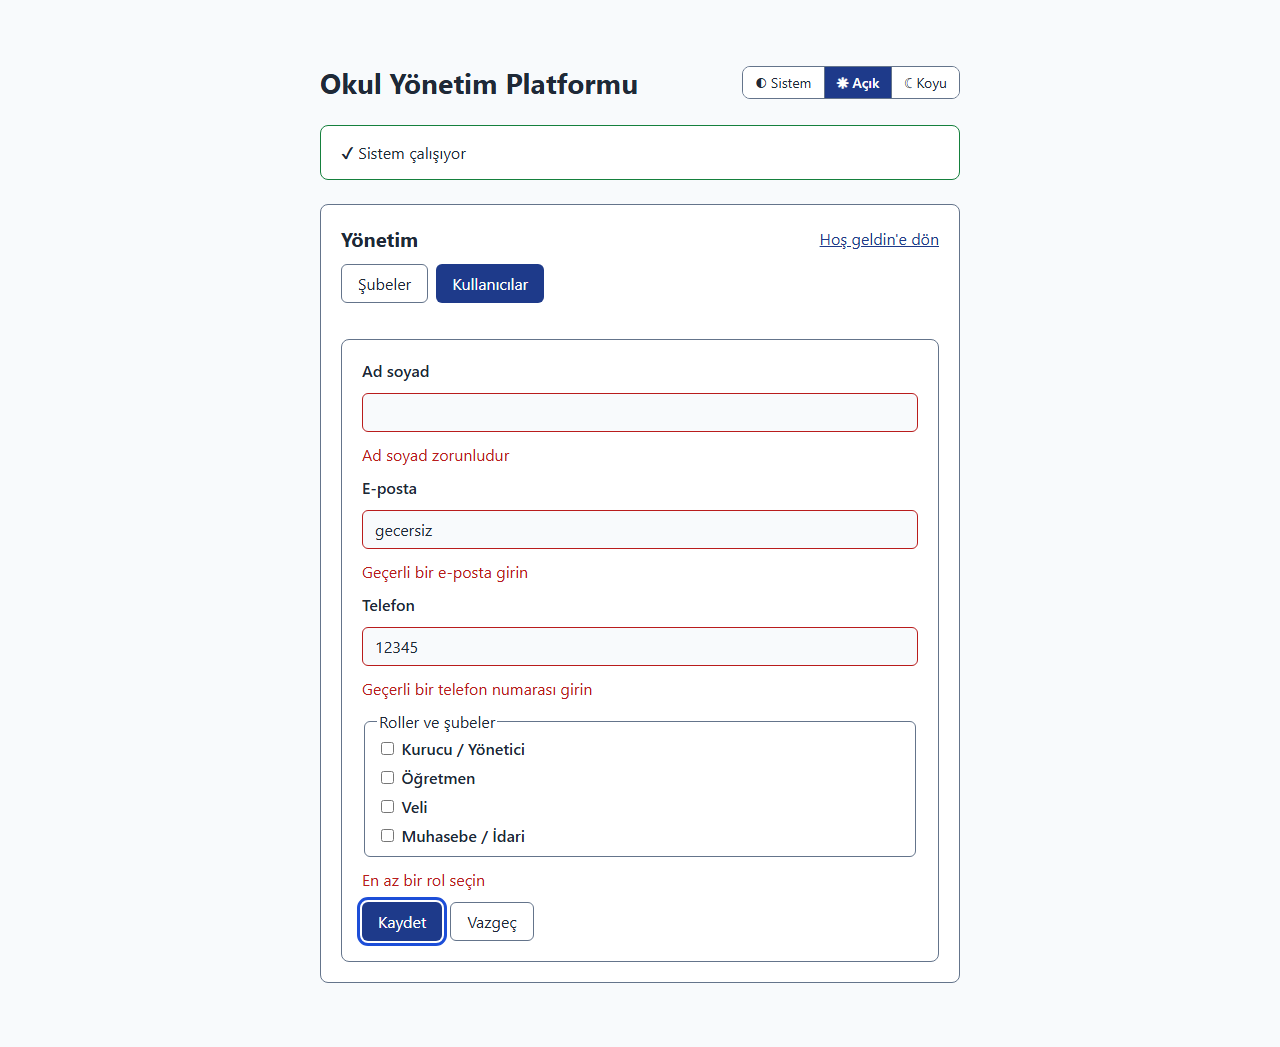 Okul Yönetim Platformu
◐ Sistem ❋ Açık ☾ Koyu
✓ Sistem çalışıyor
Yönetim
Hoş geldin'e dön
Şubeler Kullanıcılar
Ad soyad
Ad soyad zorunludur
E-posta
gecersiz
Geçerli bir e-posta girin
Telefon
12345
Geçerli bir telefon numarası girin
Roller ve şubeler
Kurucu / Yönetici
Öğretmen
Veli
Muhasebe / İdari
En az bir rol seçin
Kaydet Vazgeç